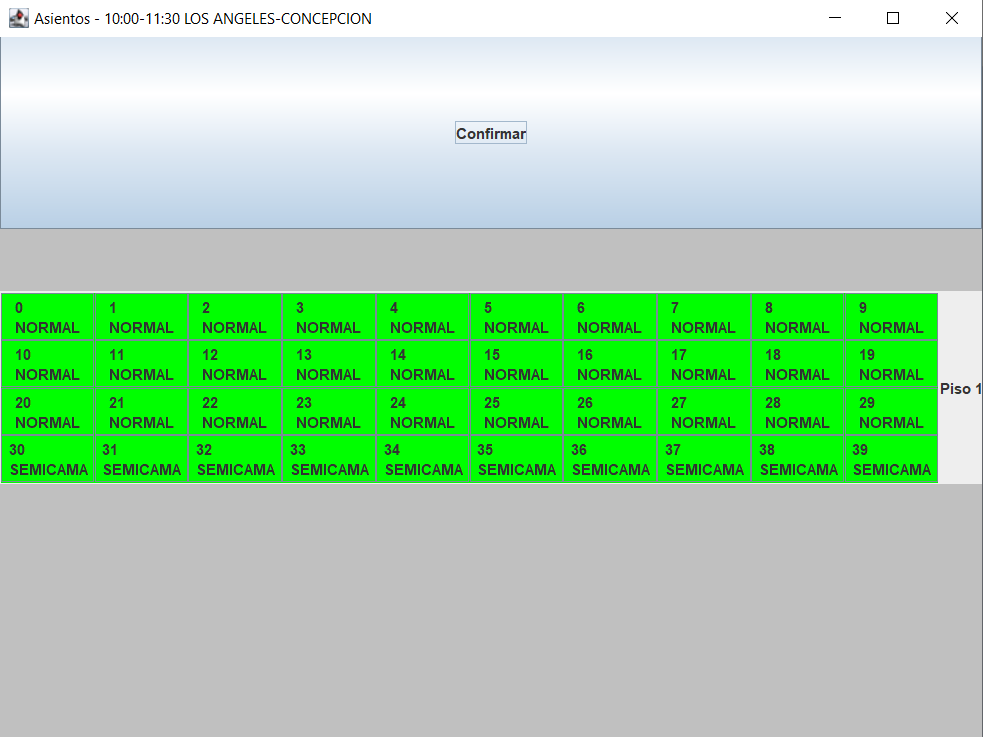 Asientos - 10:00-11:30 LOS ANGELES-CONCEPCION
Confirmar
0 1 2 3 4 5 6 7 8 9
NORMAL NORMAL NORMAL NORMAL NORMAL NORMAL NORMAL NORMAL NORMAL NORMAL
10 11 12 13 14 15 16 17 18 19
NORMAL NORMAL NORMAL NORMAL NORMAL NORMAL NORMAL NORMAL NORMAL NORMAL
Piso 1
20 21 22 23 24 25 26 27 28 29
NORMAL NORMAL NORMAL NORMAL NORMAL NORMAL NORMAL NORMAL NORMAL NORMAL
30 31 32 33 34 35 36 37 38 39
SEMICAMA SEMICAMA SEMICAMA SEMICAMA SEMICAMA SEMICAMA SEMICAMA SEMICAMA SEMICAMA SEMICAMA